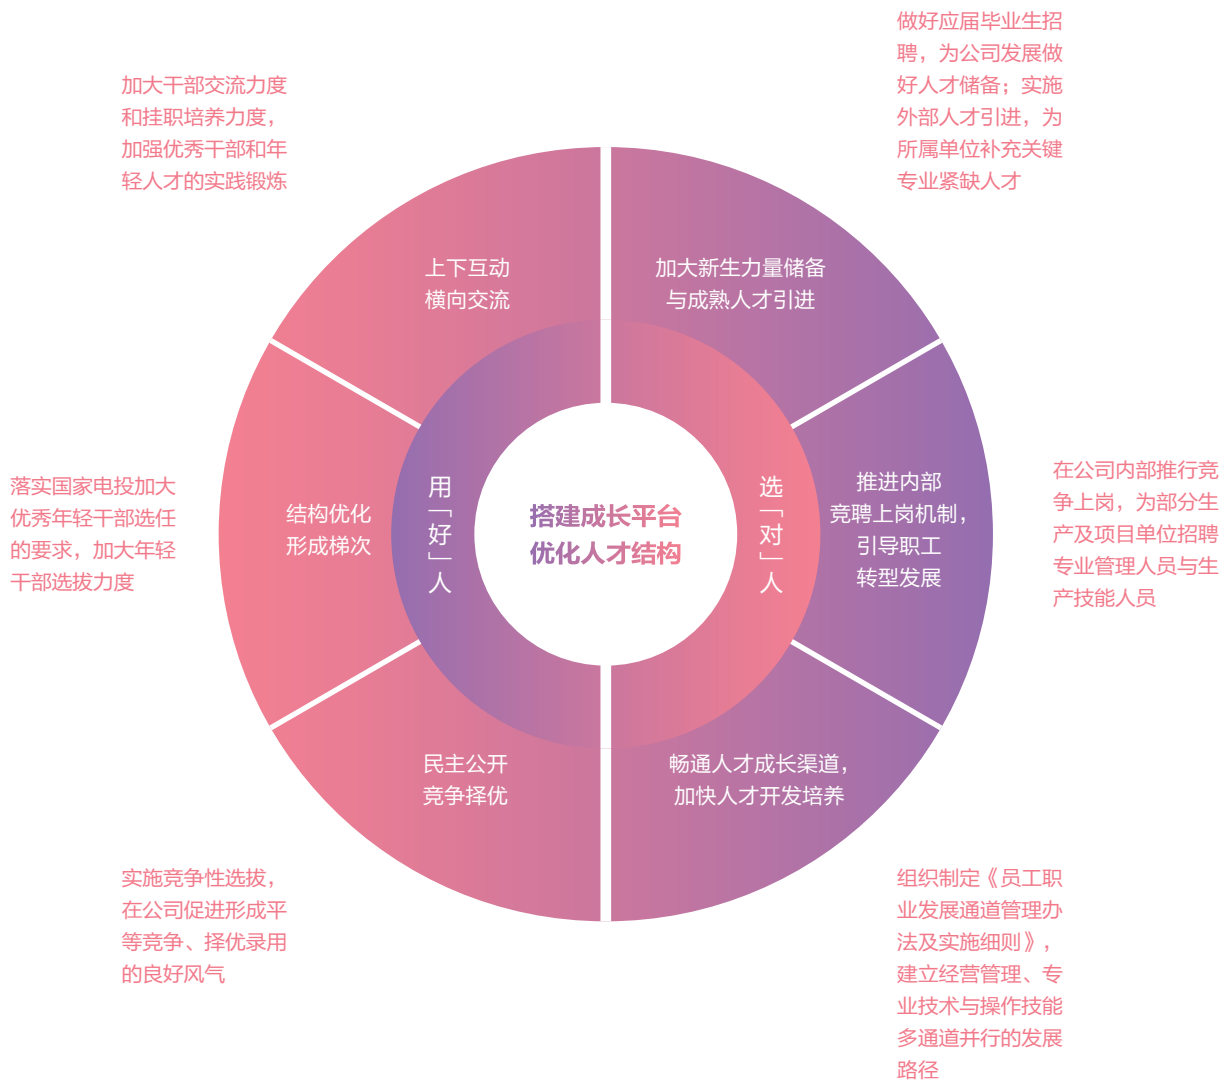 做好应届毕业生招
聘，为公司发展做
好人才储备；实施
外部人才引进，为
所属单位补充关键
专业紧缺人才
加大干部交流力度
和挂职培养力度，
加强优秀干部和年
轻人才的实践锻炼
上下互动
横向交流
加大新生力量储备
与成熟人才引进
落实国家电投加大
优秀年轻干部选任
的要求，加大年轻
干部选拔力度
结构优化
形成梯次
用「好」人
搭建成长平台
优化人才结构
选「对」人
推进内部
竞聘上岗机制，
引导职工
转型发展
在公司内部推行竞
争上岗，为部分生
产及项目单位招聘
专业管理人员与生
产技能人员
民主公开
竞争择优
畅通人才成长渠道，
加快人才开发培养
实施竞争性选拔，
在公司促进形成平
等竞争、择优录用
的良好风气
组织制定《员工职
业发展通道管理办
法及实施细则》，
建立经营管理、专
业技术与操作技能
多通道并行的发展
路径